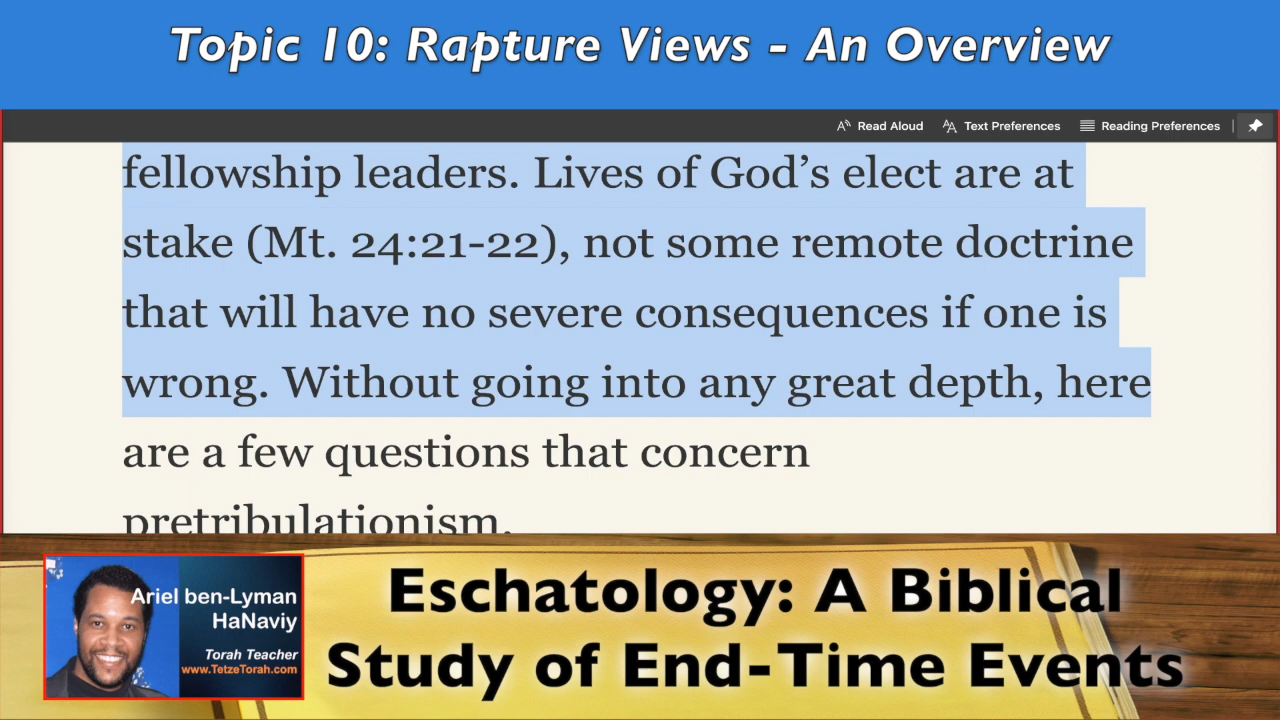 Topic 10: Rapture Views - An Overview
Read Aloud Text Preferences Reading Preferences
fellowship leaders. Lives of God’s elect are at
stake (Mt. 24:21-22), not some remote doctrine
that will have no severe consequences if one is
wrong. Without going into any great depth, here
are a few questions that concern
pretribulationism.
Ariel ben-Lyman
HaNaviy
Torah Teacher
www.TetzeTorah.com
Eschatology: A Biblical
Study of End-Time Events